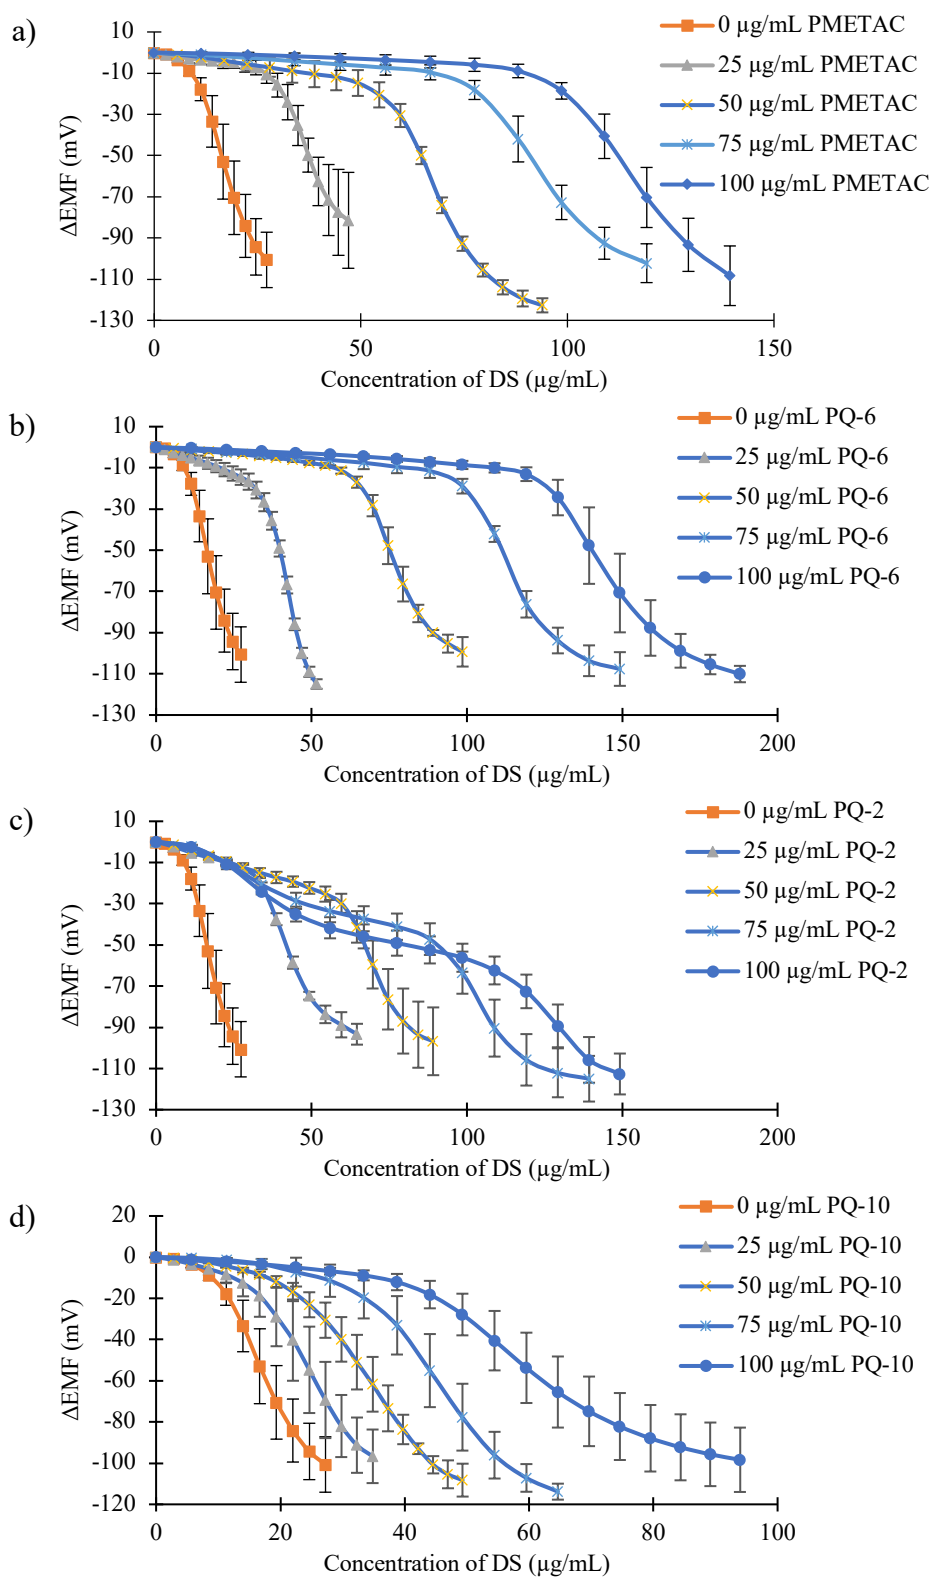 a)
10
-10
-30
-50
-70
-90
-110
-130
ΔEMF (mV)
0 50 100 150
Concentration of DS (µg/mL)
0 µg/mL PMETAC
25 µg/mL PMETAC
50 µg/mL PMETAC
75 µg/mL PMETAC
100 µg/mL PMETAC
b)
10
-10
-30
-50
-70
-90
-110
-130
ΔEMF (mV)
0 50 100 150 200
Concentration of DS (µg/mL)
0 µg/mL PQ-6
25 µg/mL PQ-6
50 µg/mL PQ-6
75 µg/mL PQ-6
100 µg/mL PQ-6
c)
10
-10
-30
-50
-70
-90
-110
-130
ΔEMF (mV)
0 50 100 150 200
Concentration of DS (µg/mL)
0 µg/mL PQ-2
25 µg/mL PQ-2
50 µg/mL PQ-2
75 µg/mL PQ-2
100 µg/mL PQ-2
d)
20
0
-20
-40
-60
-80
-100
-120
ΔEMF (mV)
0 20 40 60 80 100
Concentration of DS (µg/mL)
0 µg/mL PQ-10
25 µg/mL PQ-10
50 µg/mL PQ-10
75 µg/mL PQ-10
100 µg/mL PQ-10